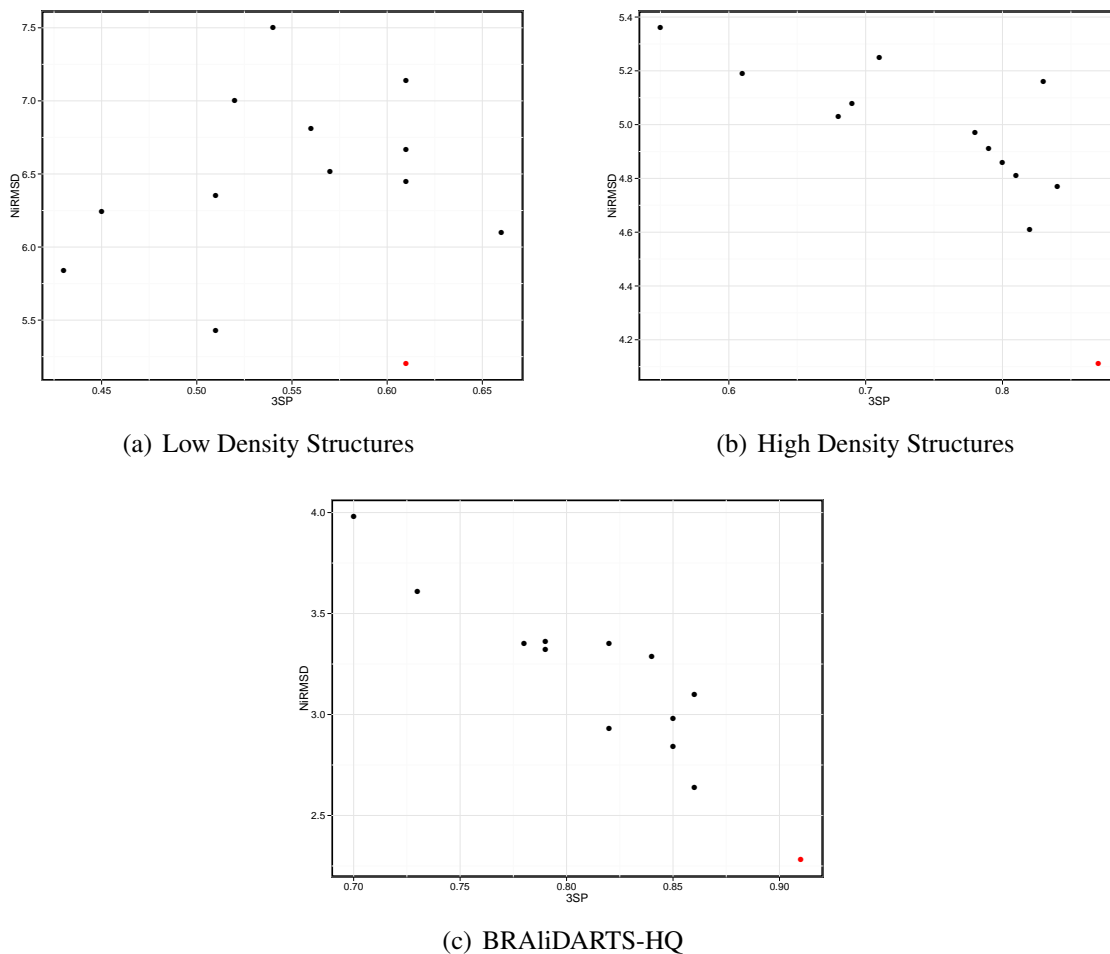 7.5
7.0
6.5
6.0
5.5
NiRMSD
0.45 0.50 0.55 0.60 0.65
3SP
(a) Low Density Structures
5.4
5.2
5.0
4.8
4.6
4.4
4.2
NiRMSD
0.6 0.7 0.8
3SP
(b) High Density Structures
4.0
3.5
3.0
2.5
NiRMSD
0.70 0.75 0.80 0.85 0.90
3SP
(c) BRAliDARTS-HQ